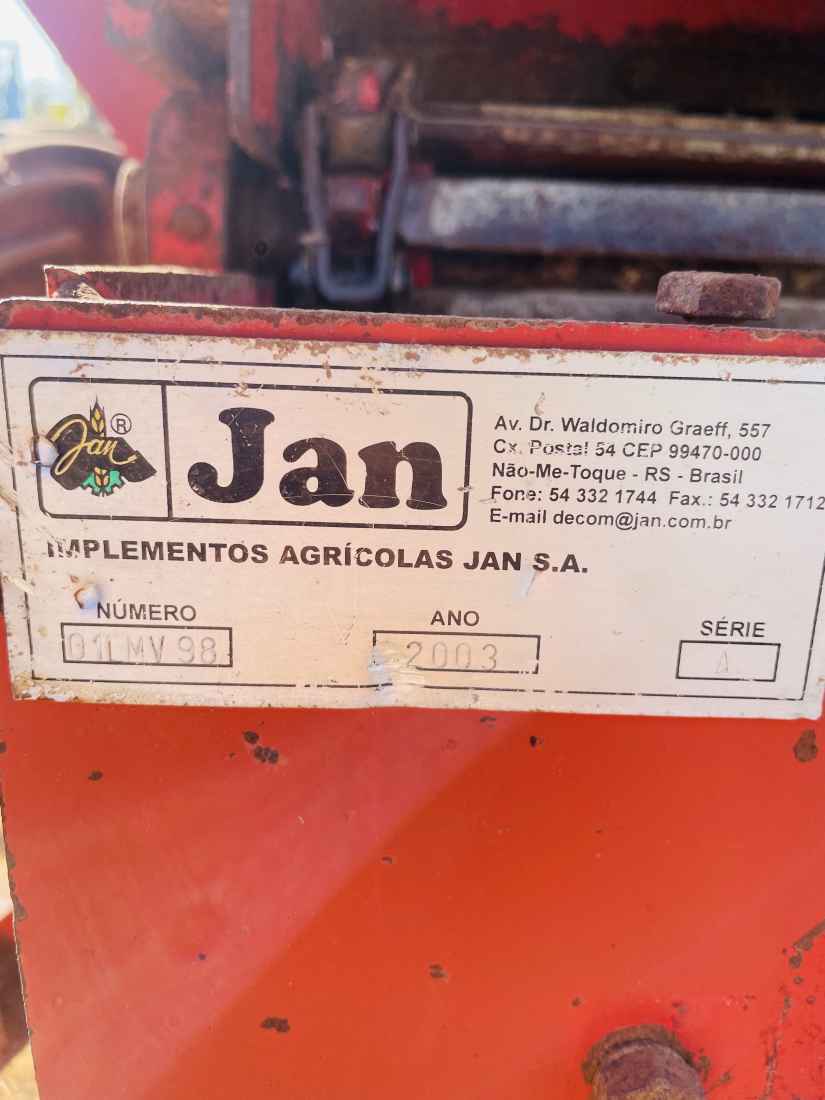 Jan ®
Jan
Av. Dr. Waldomiro Graeff, 557
Cx. Postal 54 CEP 99470-000
Não-Me-Toque - RS - Brasil
Fone: 54 332 1744 Fax.: 54 332 1712
E-mail decom@jan.com.br
IMPLEMENTOS AGRÍCOLAS JAN S.A.
NÚMERO
01LMV 98
ANO
2003
SÉRIE
A